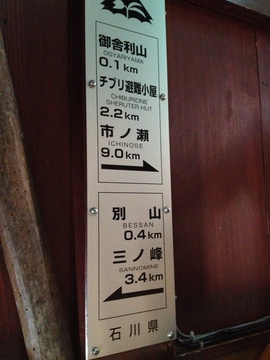 御舎利山
OSYARIYAMA
0.1 km
チブリ避難小屋
CHIBURIONE
SHERUTER HUT
2.2 km
市ノ瀬
ICHINOSE
9.0 km
別山
BESSAN
0.4 km
三ノ峰
SANNOMINE
3.4 km
石川県